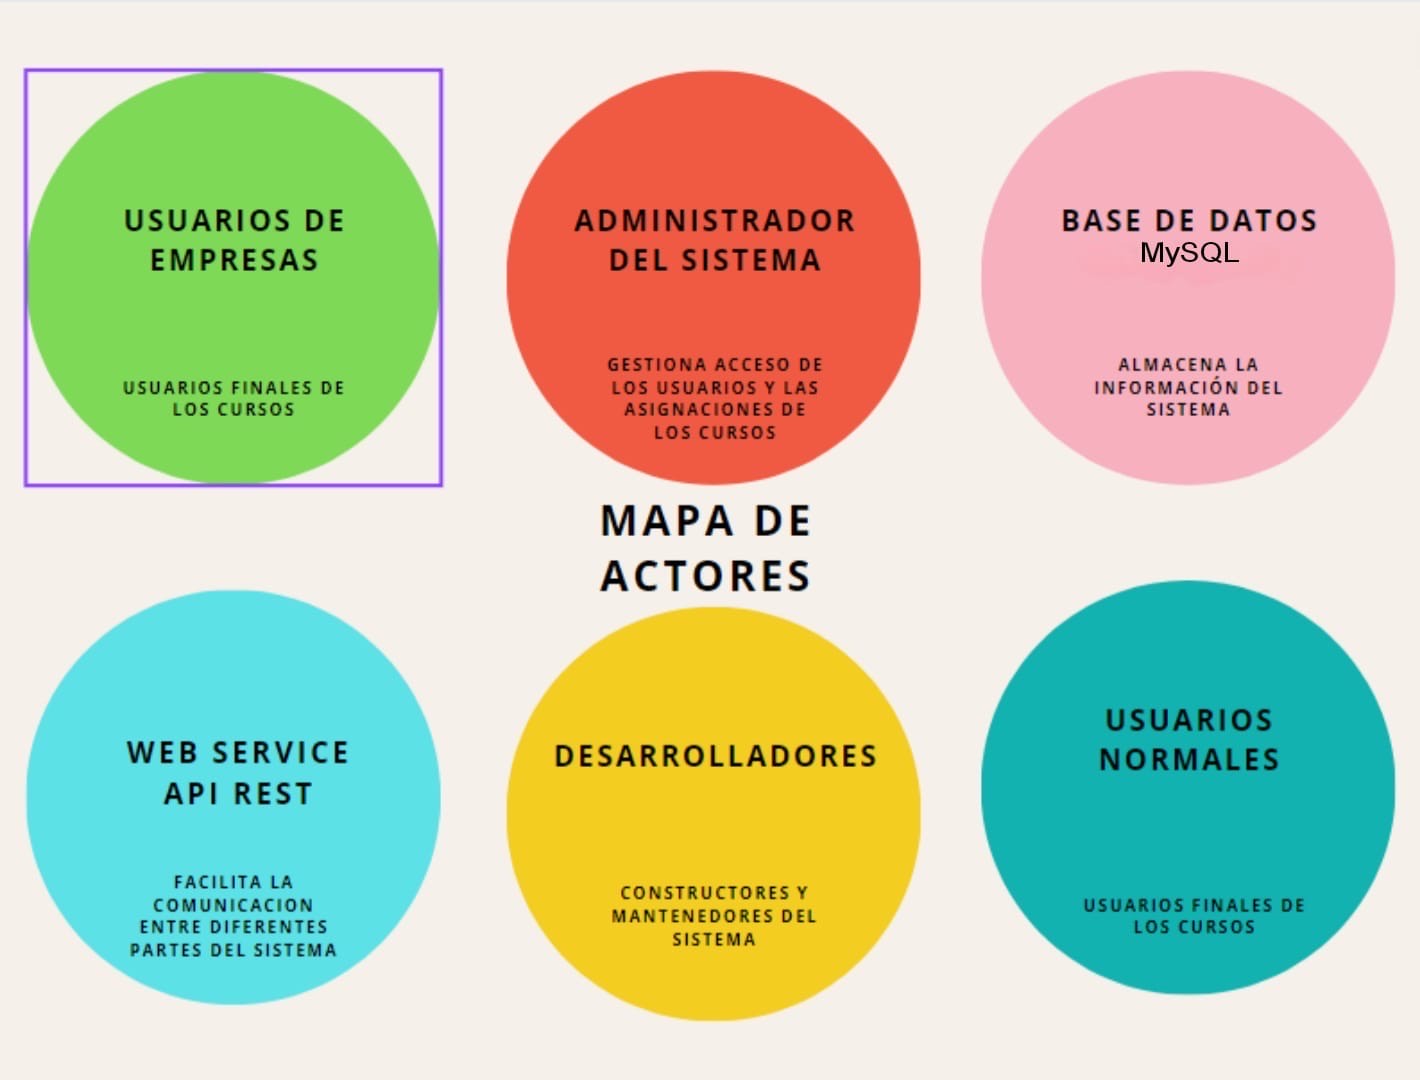 USUARIOS DE
EMPRESAS
USUARIOS FINALES DE
LOS CURSOS
ADMINISTRADOR
DEL SISTEMA
GESTIONA ACCESO DE
LOS USUARIOS Y LAS
ASIGNACIONES DE
LOS CURSOS
BASE DE DATOS
MySQL
ALMACENA LA
INFORMACIÓN DEL
SISTEMA
MAPA DE
ACTORES
WEB SERVICE
API REST
FACILITA LA
COMUNICACION
ENTRE DIFERENTES
PARTES DEL SISTEMA
DESARROLLADORES
CONSTRUCTORES Y
MANTENEDORES DEL
SISTEMA
USUARIOS
NORMALES
USUARIOS FINALES DE
LOS CURSOS